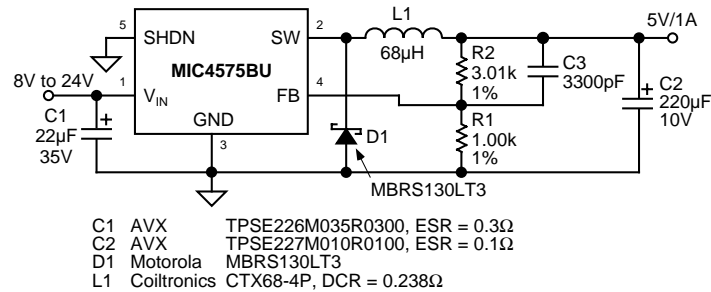 L1
5V/1A
5
SHDN
SW
2
68µH
R2
3.01k
1%
C3
3300pF
8V to 24V
MIC4575BU
1
VIN
FB
4
C2
220µF
10V
C1
22µF
35V
GND
3
D1
R1
1.00k
1%
MBRS130LT3
C1 AVX TPSE226M035R0300, ESR = 0.3Ω
C2 AVX TPSE227M010R0100, ESR = 0.1Ω
D1 Motorola MBRS130LT3
L1 Coiltronics CTX68-4P, DCR = 0.238Ω